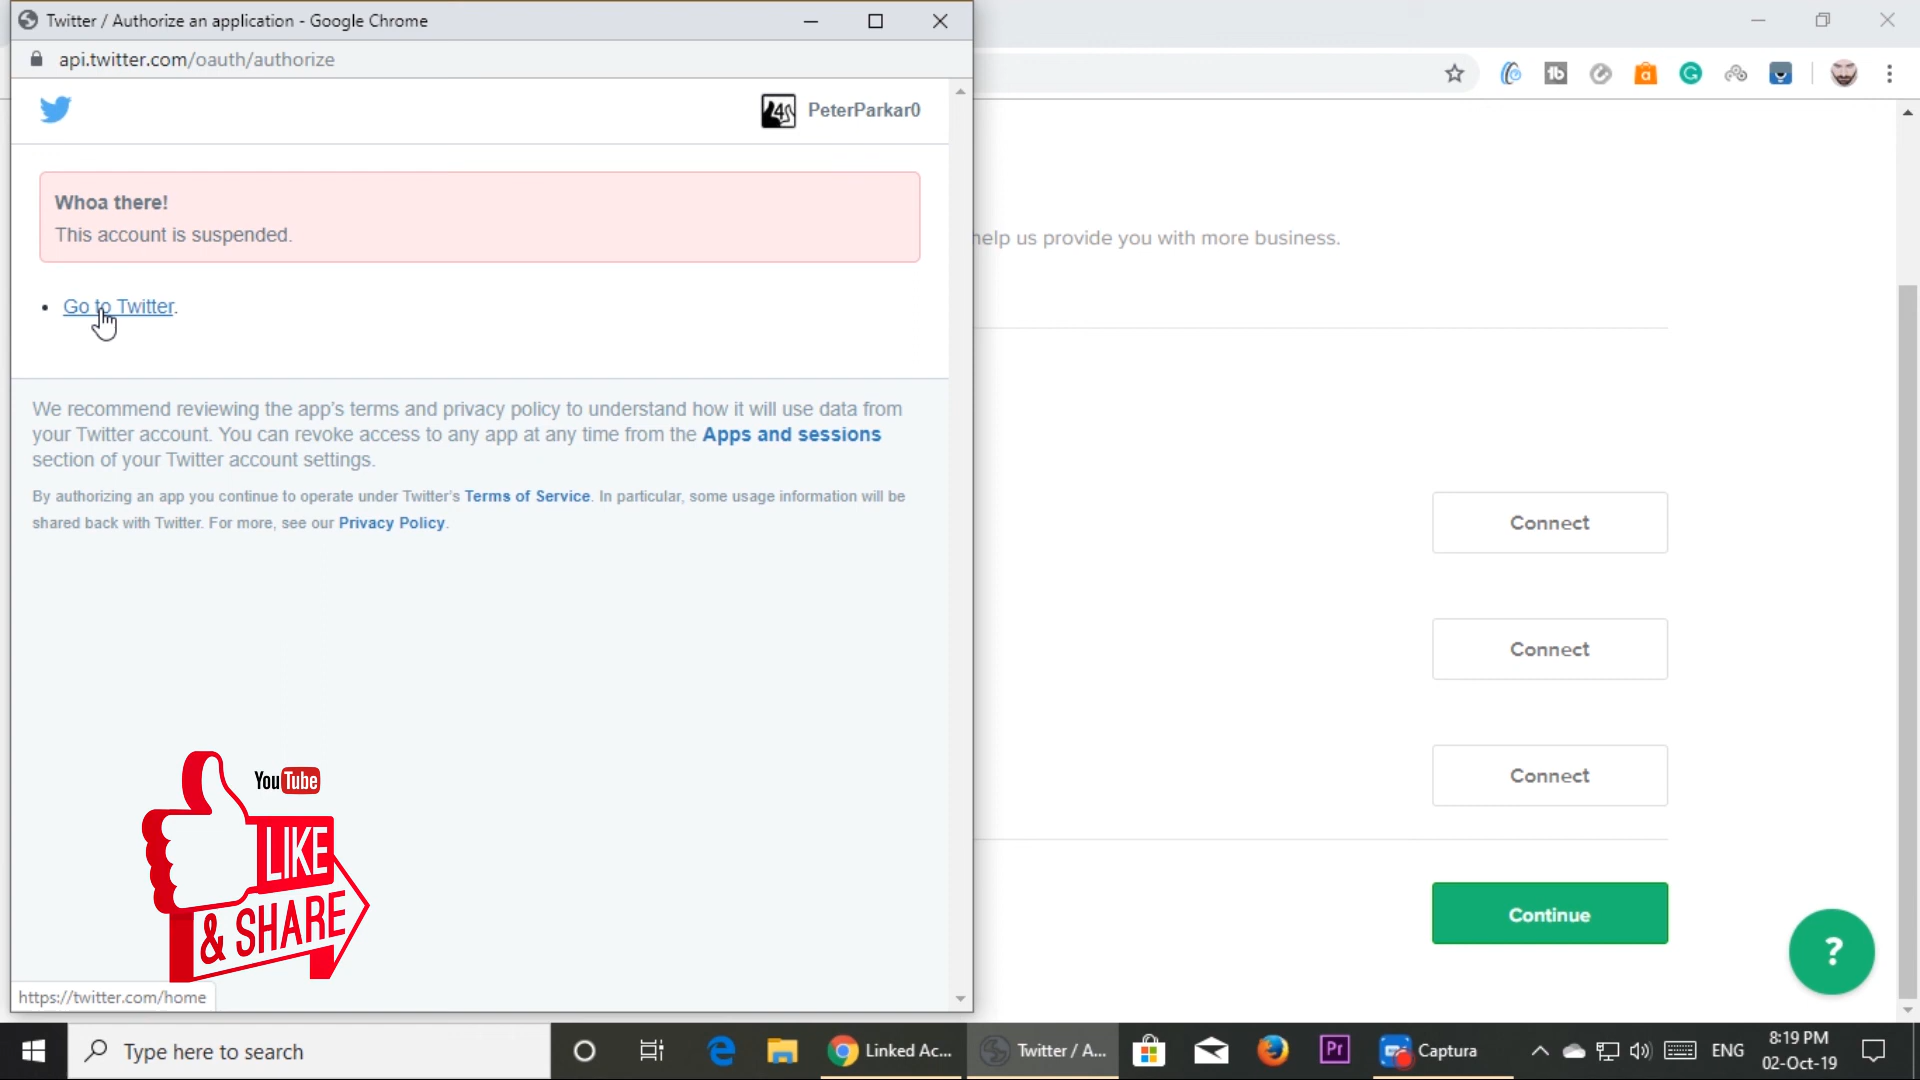 Twitter / Authorize an application - Google Chrome
api.twitter.com/oauth/authorize
PeterParkar0
Whoa there!
This account is suspended.
Go to Twitter.
We recommend reviewing the app's terms and privacy policy to understand how it will use data from
your Twitter account. You can revoke access to any app at any time from the Apps and sessions
section of your Twitter account settings.
By authorizing an app you continue to operate under Twitter's Terms of Service. In particular, some usage information will be
shared back with Twitter. For more, see our Privacy Policy.
YouTube
LIKE
& SHARE
https://twitter.com/home
help us provide you with more business.
Connect
Connect
Connect
Continue
?
Type here to search
Linked Ac...
Twitter / A...
Pr
Captura
ENG
8:19 PM
02-Oct-19